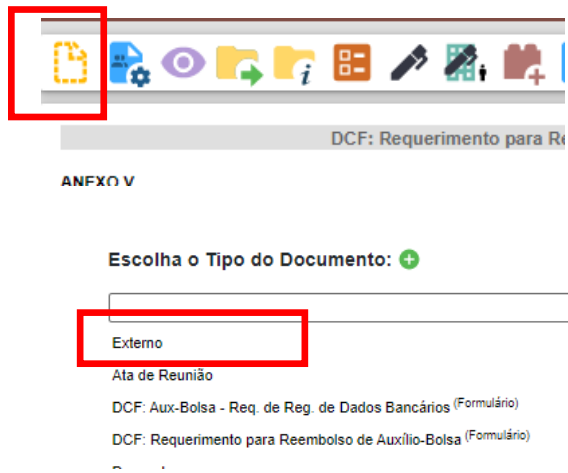 DCF: Requerimento para Re
ANEXO V
Escolha o Tipo do Documento:
Externo
Ata de Reunião
DCF: Aux-Bolsa - Req. de Reg. de Dados Bancários (Formulário)
DCF: Requerimento para Reembolso de Auxílio-Bolsa (Formulário)